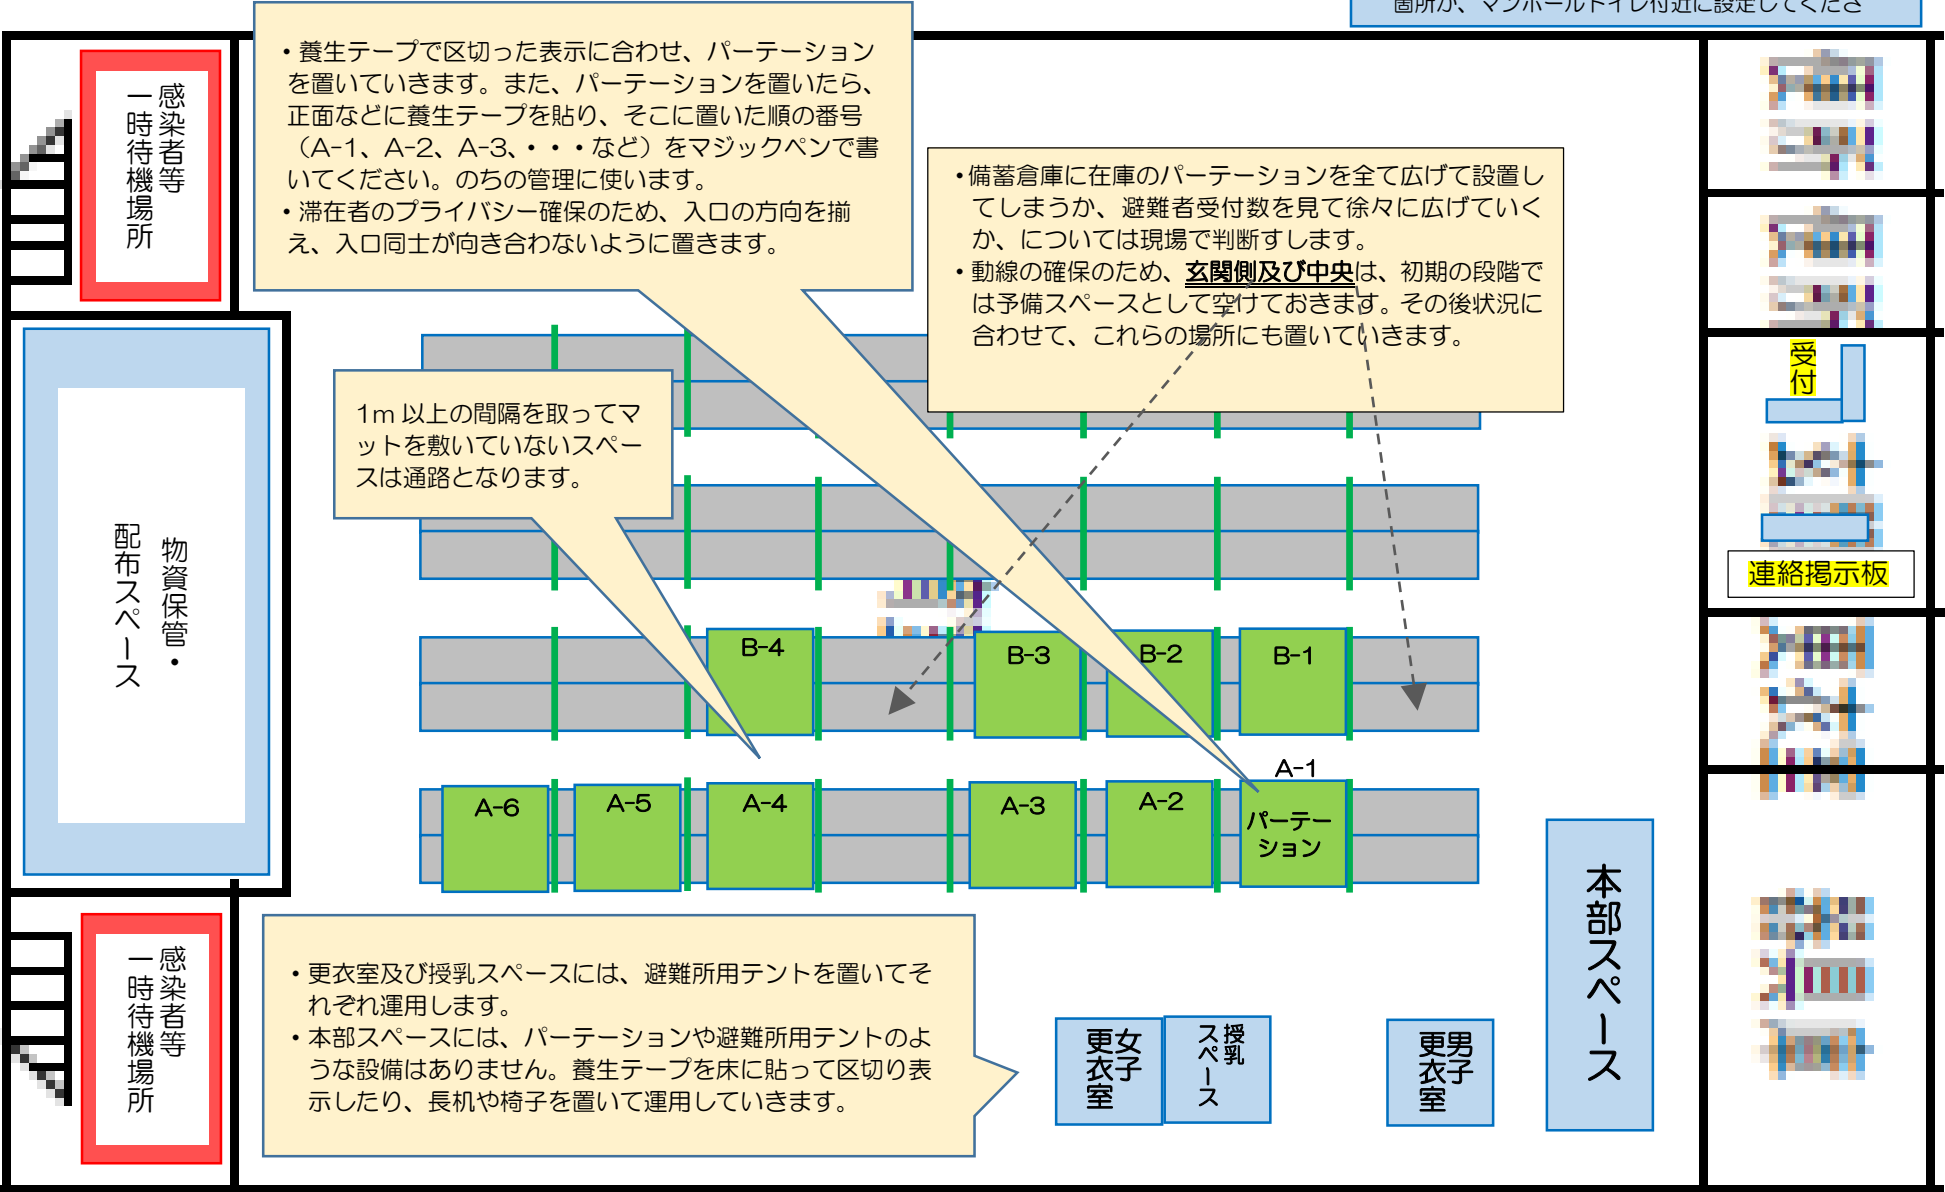 箇所か、マンホールトイレ付近に設定してくださ
・養生テープで区切った表示に合わせ、パーテーション
を置いていきます。また、パーテーションを置いたら、
正面などに養生テープを貼り、そこに置いた順の番号
（A-1、A-2、A-3、・・・など）をマジックペンで書
いてください。のちの管理に使います。
・滞在者のプライバシー確保のため、入口の方向を揃
え、入口同士が向き合わないように置きます。
感染者等
一時待機場所
・備蓄倉庫に在庫のパーテーションを全て広げて設置し
てしまうか、避難者受付数を見て徐々に広げていく
か、については現場で判断すします。
・動線の確保のため、玄関側及び中央は、初期の段階で
は予備スペースとして空けておきます。その後状況に
合わせて、これらの場所にも置いていきます。
1m 以上の間隔を取ってマ
ットを敷いていないスペー
スは通路となります。
受付
連絡掲示板
物資保管・
配布スペース
B-4
B-3
B-2
B-1
A-1
A-6
A-5
A-4
A-3
A-2
パーテー
ション
本部スペース
感染者等
一時待機場所
・更衣室及び授乳スペースには、避難所用テントを置いてそ
れぞれ運用します。
・本部スペースには、パーテーションや避難所用テントのよ
うな設備はありません。養生テープを床に貼って区切り表
示したり、長机や椅子を置いて運用していきます。
女子
更衣室
授乳
スペース
男子
更衣室